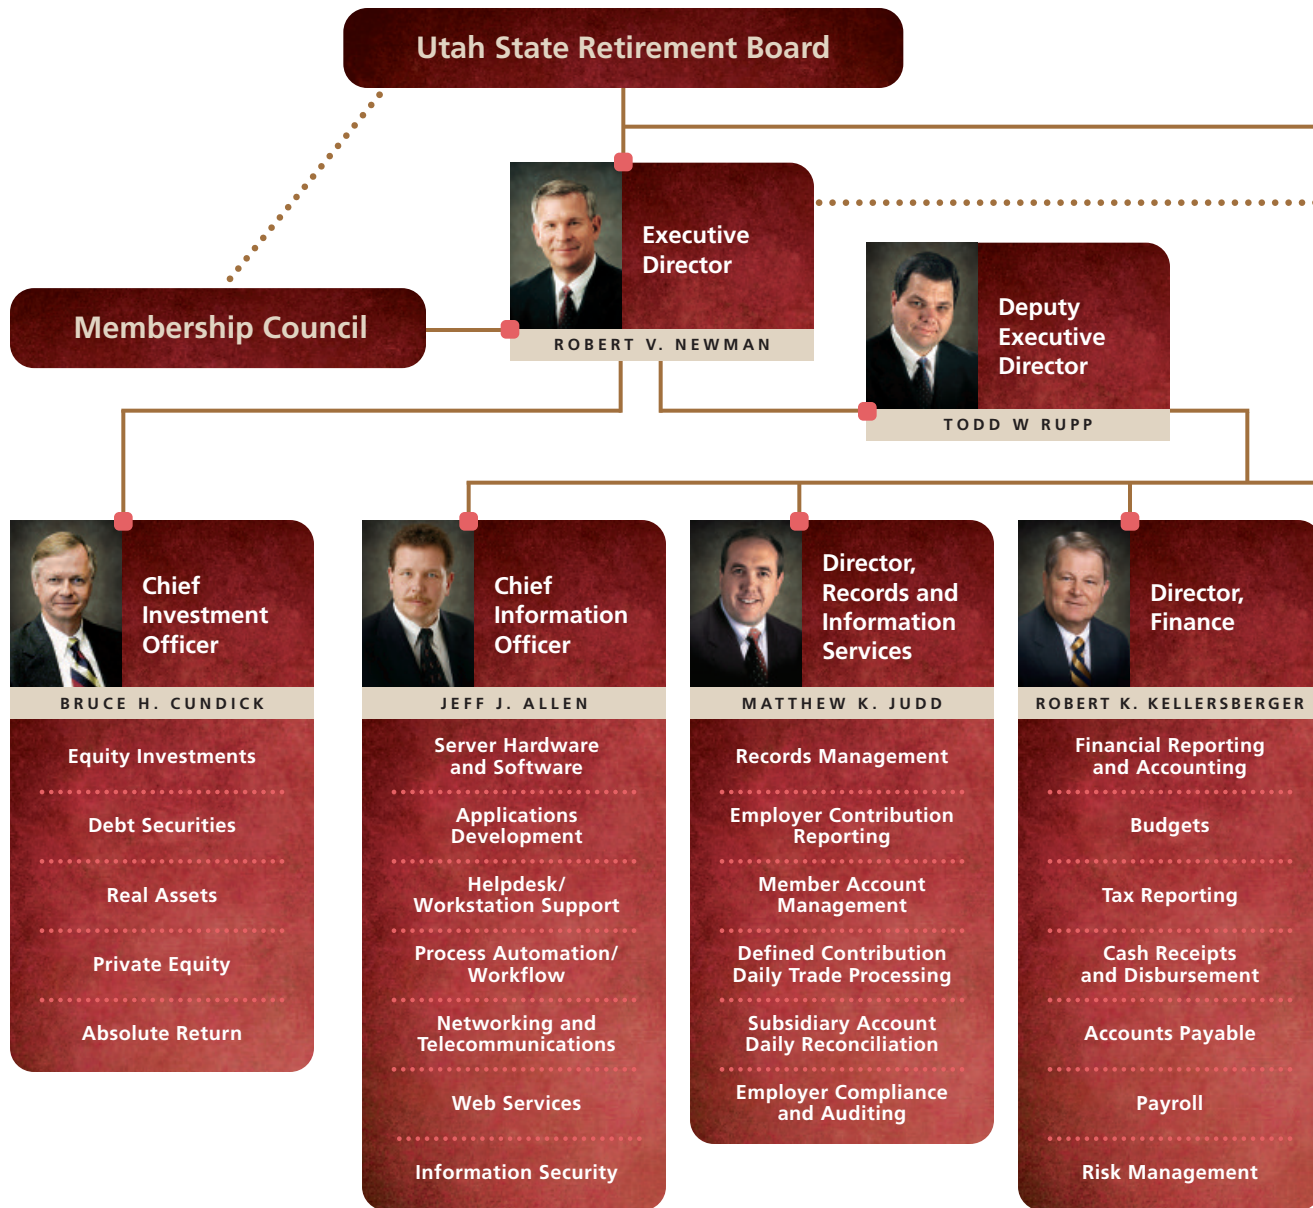 Utah State Retirement Board
Executive
Director
ROBERT V. NEWMAN
Membership Council
Deputy
Executive
Director
TODD W RUPP
Chief
Investment
Officer
BRUCE H. CUNDICK
Equity Investments
Debt Securities
Real Assets
Private Equity
Absolute Return
Chief
Information
Officer
JEFF J. ALLEN
Server Hardware
and Software
Applications
Development
Helpdesk/
Workstation Support
Process Automation/
Workflow
Networking and
Telecommunications
Web Services
Information Security
Director,
Records and
Information
Services
MATTHEW K. JUDD
Records Management
Employer Contribution
Reporting
Member Account
Management
Defined Contribution
Daily Trade Processing
Subsidiary Account
Daily Reconciliation
Employer Compliance
and Auditing
Director,
Finance
ROBERT K. KELLERSBERGER
Financial Reporting
and Accounting
Budgets
Tax Reporting
Cash Receipts
and Disbursement
Accounts Payable
Payroll
Risk Management